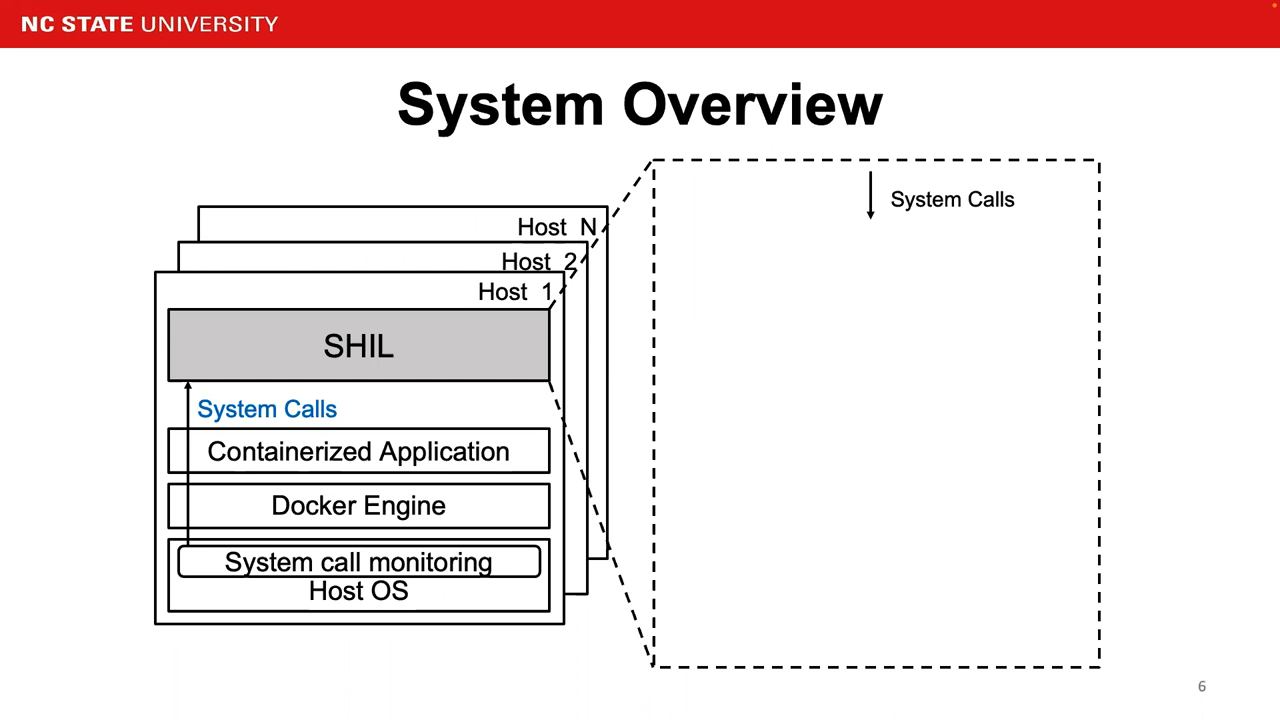 NC STATE UNIVERSITY
System Overview
Host N
Host 2
Host 1
SHIL
System Calls
Containerized Application
Docker Engine
System call monitoring
Host OS
System Calls
6